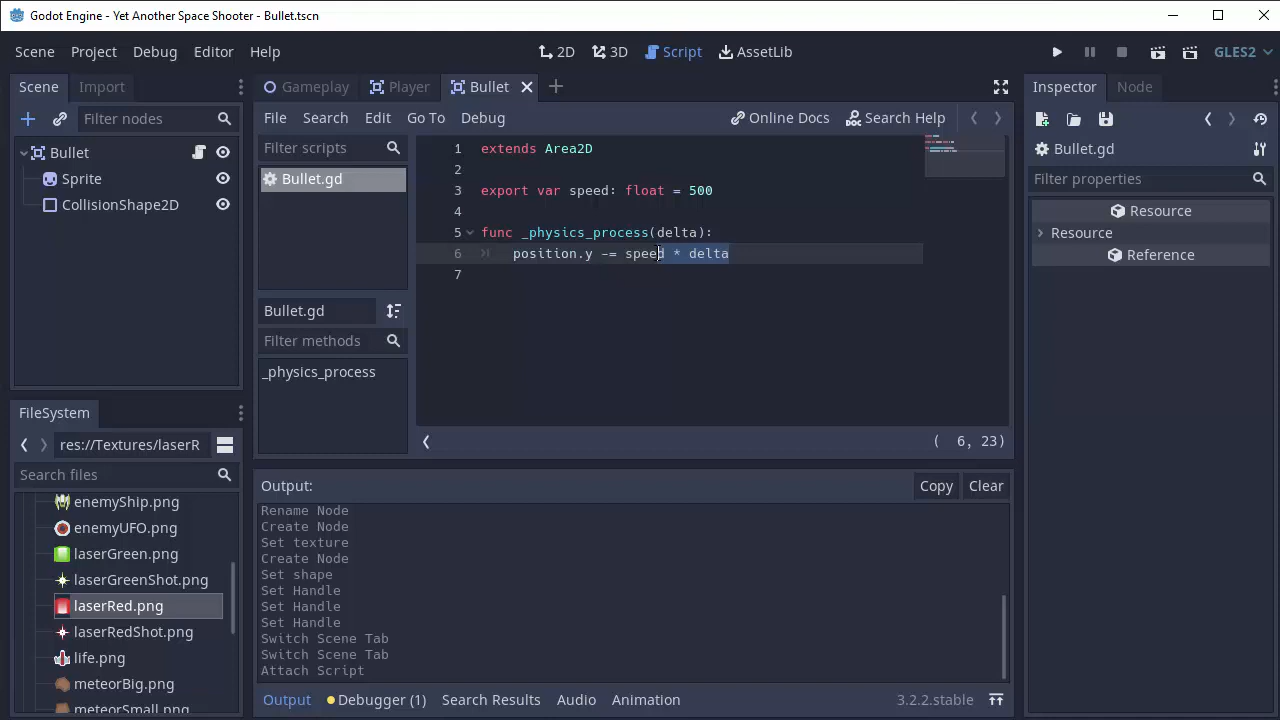 Godot Engine - Yet Another Space Shooter - Bullet.tscn
Scene Project Debug Editor Help
2D 3D Script AssetLib
GLES2
Scene Import
Filter nodes
Bullet
Sprite
CollisionShape2D
FileSystem
res://Textures/laserR
Search files
enemyShip.png
enemyUFO.png
laserGreen.png
laserGreenShot.png
laserRed.png
laserRedShot.png
life.png
meteorBig.png
meteorSmall.png
Gameplay Player Bullet
File Search Edit Go To Debug
Online Docs Search Help
Filter scripts
Bullet.gd
Bullet.gd
Filter methods
_physics_process
1 extends Area2D
2
3 export var speed: float = 500
4
5 func _physics_process(delta):
6 position.y -= speed * delta
7
( 6, 23)
Output:
Copy Clear
Rename Node
Create Node
Set texture
Create Node
Set shape
Set Handle
Set Handle
Set Handle
Switch Scene Tab
Switch Scene Tab
Attach Script
Output Debugger (1) Search Results Audio Animation
3.2.2.stable
Inspector Node
Bullet.gd
Filter properties
Resource
Resource
Reference